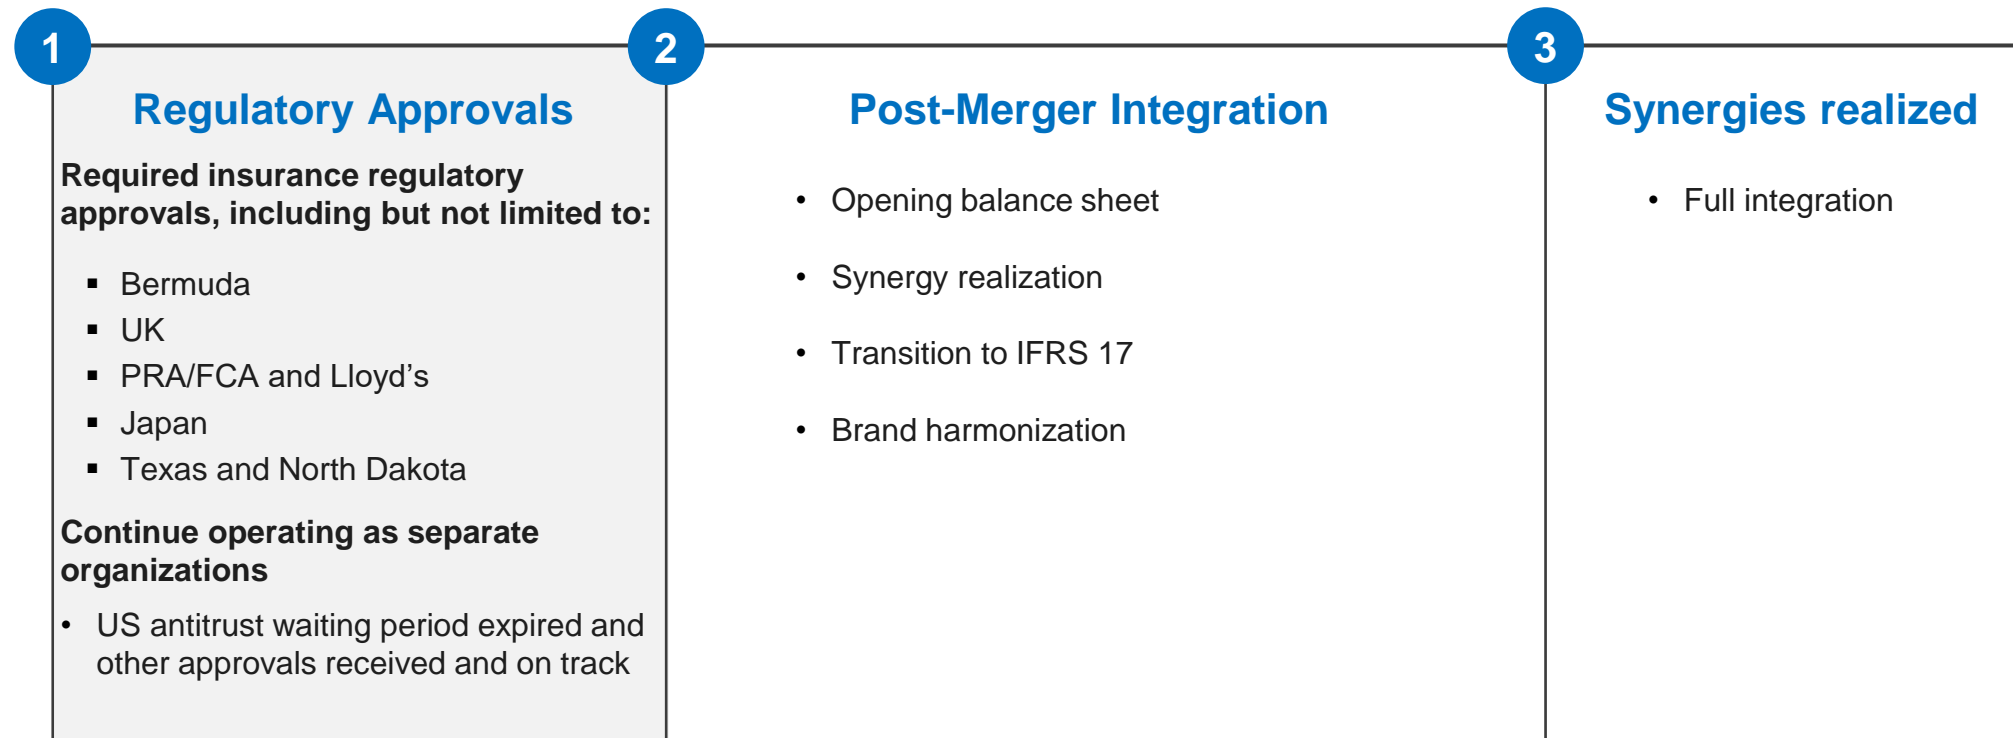 1
Regulatory Approvals
Required insurance regulatory
approvals, including but not limited to:
▪ Bermuda
▪ UK
▪ PRA/FCA and Lloyd’s
▪ Japan
▪ Texas and North Dakota
Continue operating as separate
organizations
• US antitrust waiting period expired and
other approvals received and on track
2
Post-Merger Integration
• Opening balance sheet
• Synergy realization
• Transition to IFRS 17
• Brand harmonization
3
Synergies realized
• Full integration